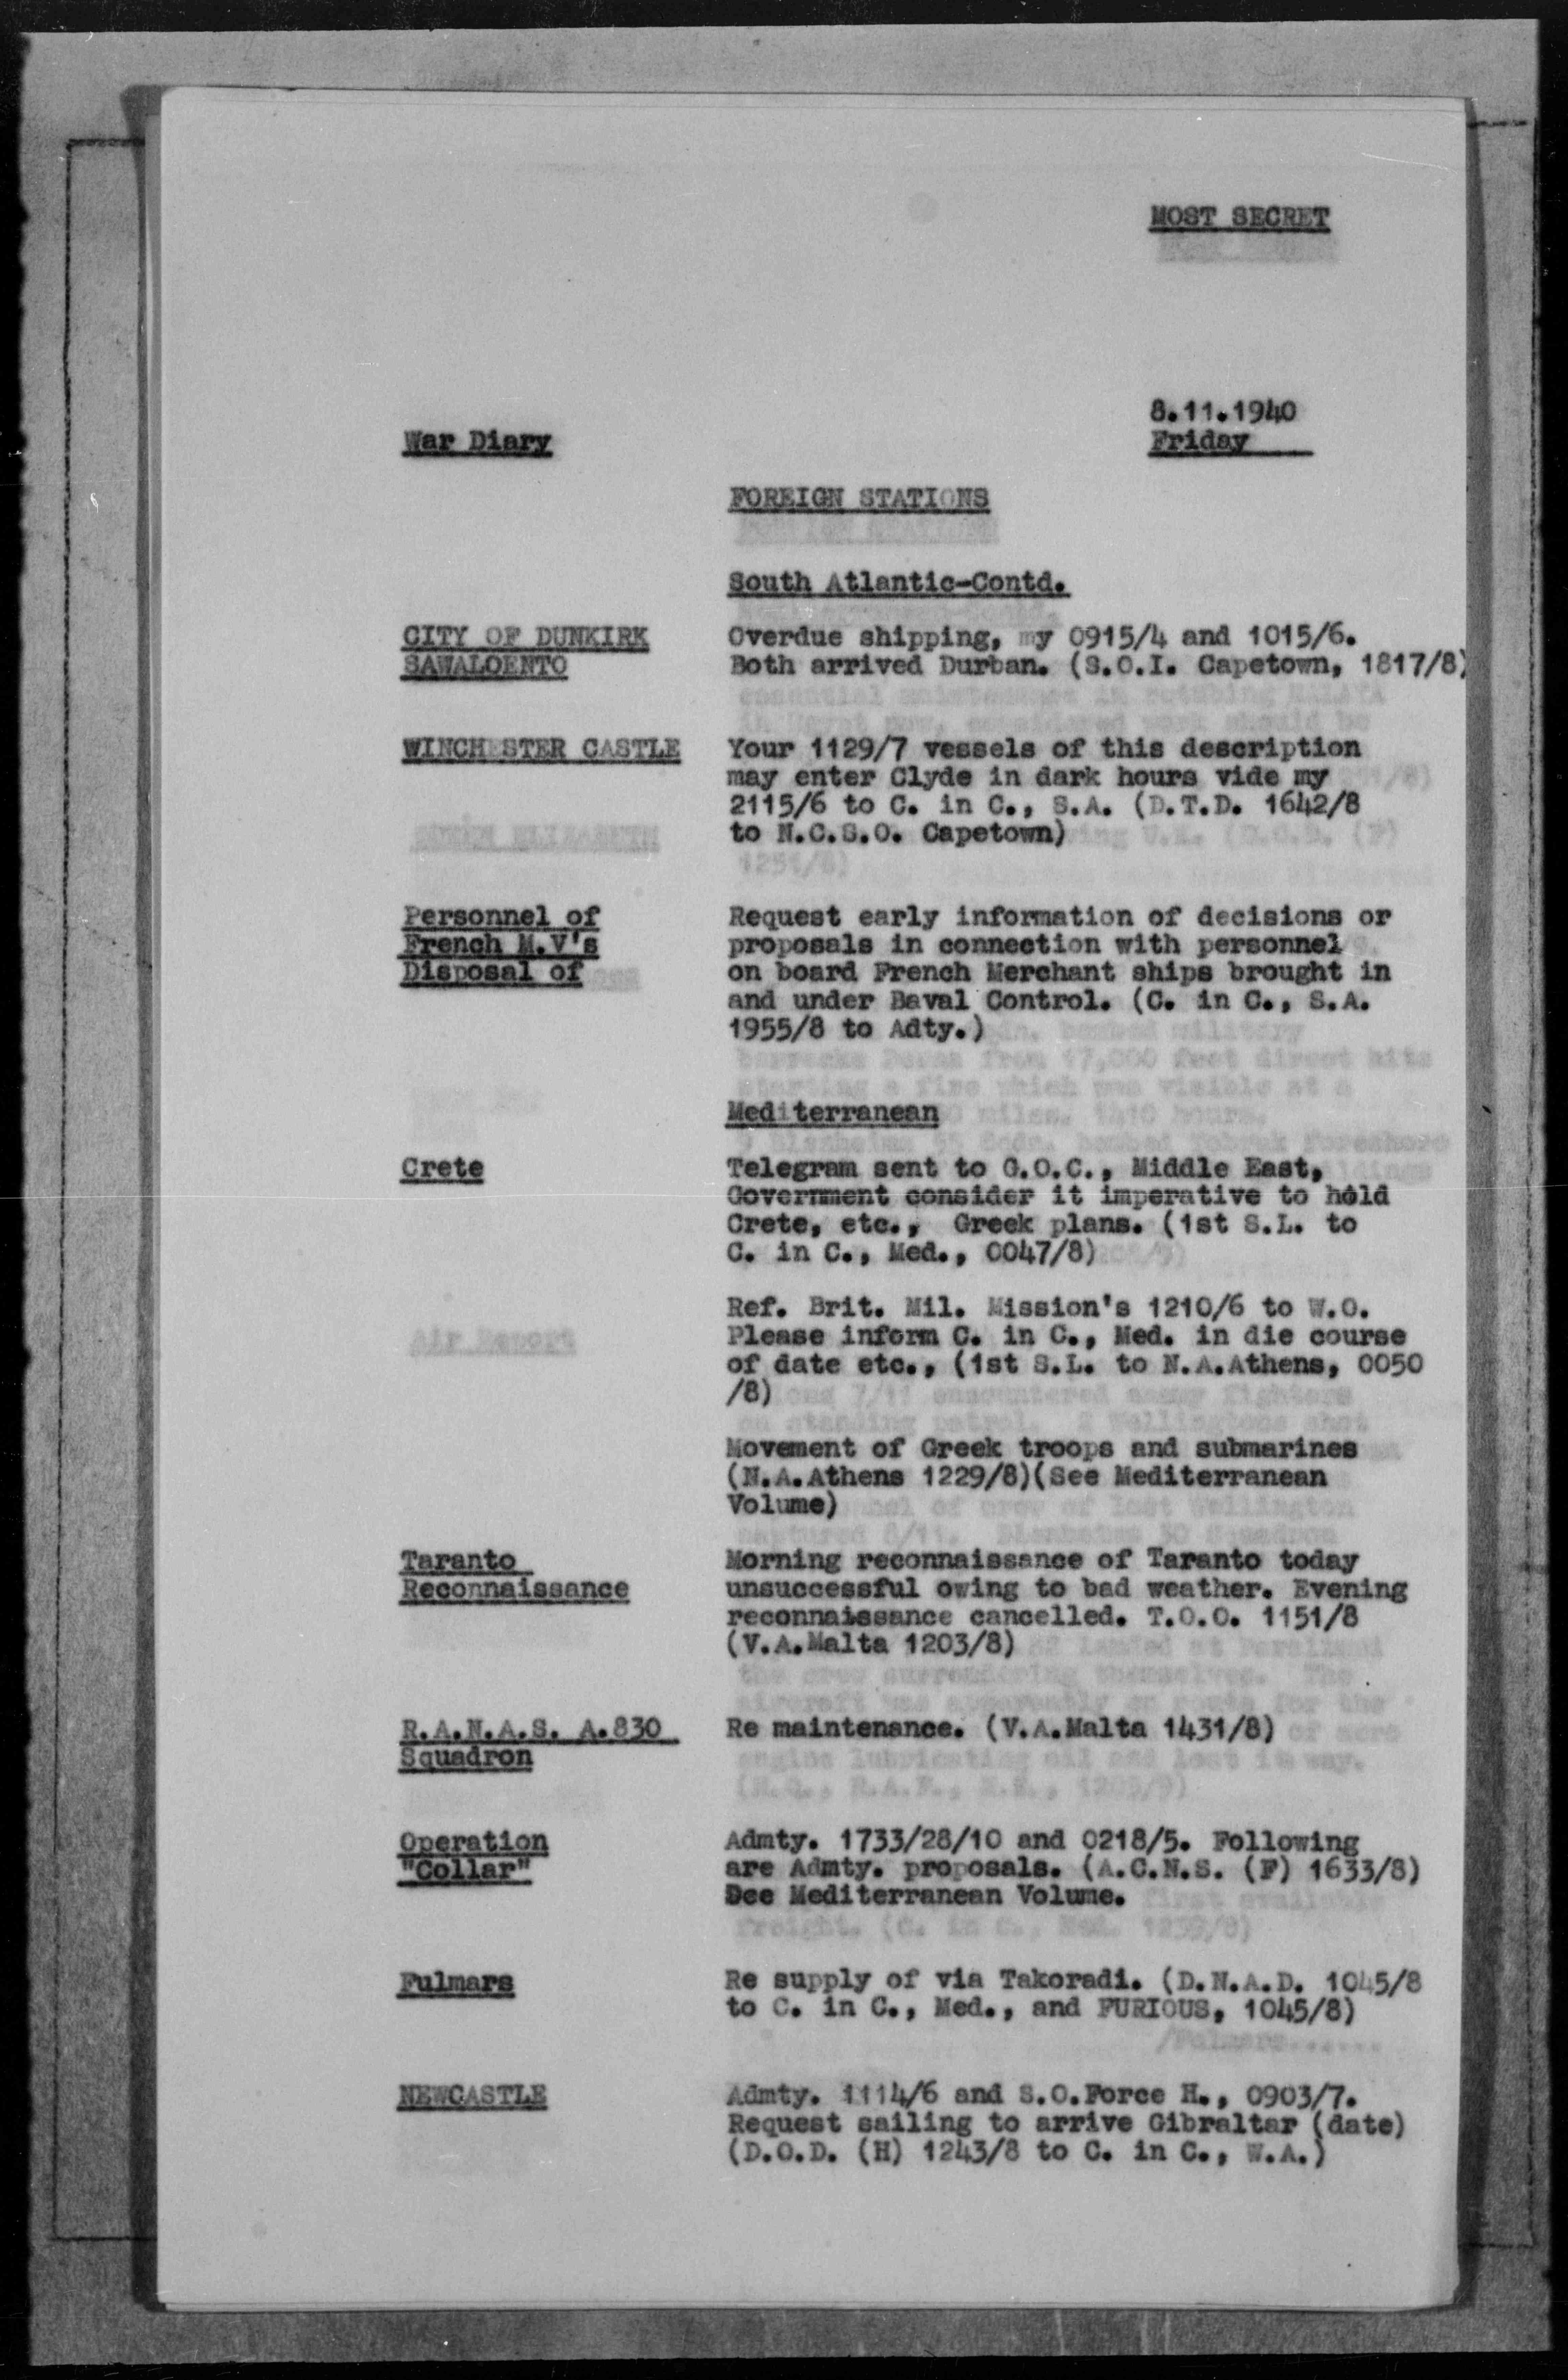 MOST SECRET
8.11.1940
War Diary Friday
FOREIGN STATIONS
South Atlantic-Contd.
CITY OF DUNKIRK Overdue shipping, my 0915/4 and 1015/6.
SAWALOENTO Both arrived Durban. (S.O.I. Capetown, 1817/8)
WINCHESTER CASTLE Your 1129/7 vessels of this description
may enter Clyde in dark hours vide my
2115/6 to C. in C., S.A. (D.T.D. 1642/8
to N.C.S.O. Capetown)
Personnel of Request early information of decisions or
French M.V's proposals in connection with personnel
Disposal of on board French Merchant ships brought in
and under Baval Control. (C. in C., S.A.
1955/8 to Adty.)
Mediterranean
Crete Telegram sent to G.O.C., Middle East,
Government consider it imperative to hold
Crete, etc., Greek plans. (1st S.L. to
C. in C., Med., 0047/8)
Ref. Brit. Mil. Mission's 1210/6 to W.O.
Please inform C. in C., Med. in die course
of date etc., (1st S.L. to N.A.Athens, 0050
/8)
Movement of Greek troops and submarines
(N.A.Athens 1229/8)(See Mediterranean
Volume)
Taranto Morning reconnaissance of Taranto today
Reconnaissance unsuccessful owing to bad weather. Evening
reconnaissance cancelled. T.O.O. 1151/8
(V.A.Malta 1203/8)
R.A.N.A.S. A.830 Re maintenance. (V.A.Malta 1431/8)
Squadron
Operation Admty. 1733/28/10 and 0218/5. Following
"Collar" are Admty. proposals. (A.C.N.S. (F) 1633/8)
Dee Mediterranean Volume.
Fulmars Re supply of via Takoradi. (D.N.A.D. 1045/8
to C. in C., Med., and FURIOUS, 1045/8)
NEWCASTLE Admty. 1114/6 and S.O.Force H., 0903/7.
Request sailing to arrive Gibraltar (date)
(D.O.D. (H) 1243/8 to C. in C., W.A.)